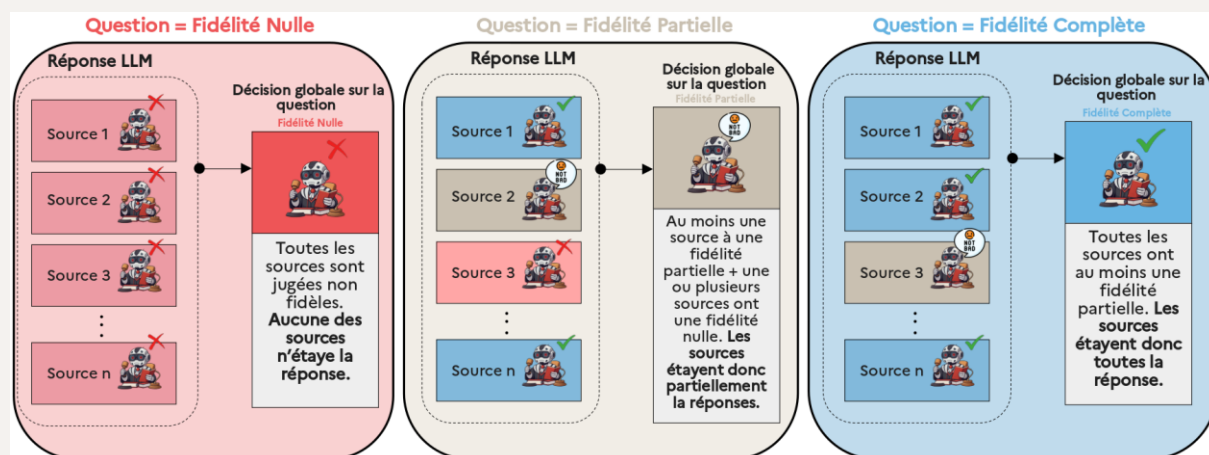 Question = Fidélité Nulle
Réponse LLM
Source 1
Source 2
Source 3
Source n
Décision globale sur la
question
Fidélité Nulle
Toutes les
sources sont
jugées non
fidèles.
Aucune des
sources
n'étaye la
réponse.
Question = Fidélité Partielle
Réponse LLM
Source 1
NOT BAD
Source 2
Source 3
Source n
Décision globale
sur la question
Fidélité Partielle
NOT
BAD
Au moins une
source à une
fidélité
partielle + une
ou plusieurs
sources ont
une fidélité
nulle. Les
sources
étayent donc
partiellement
la réponses.
Question = Fidélité Complète
Réponse LLM
Source 1
Source 2
NOT BAD
Source 3
Source n
Décision globale sur la
question
Fidélité Complète
Toutes les
sources ont
au moins une
fidélité
partielle. Les
sources
étayent donc
toutes la
réponse.